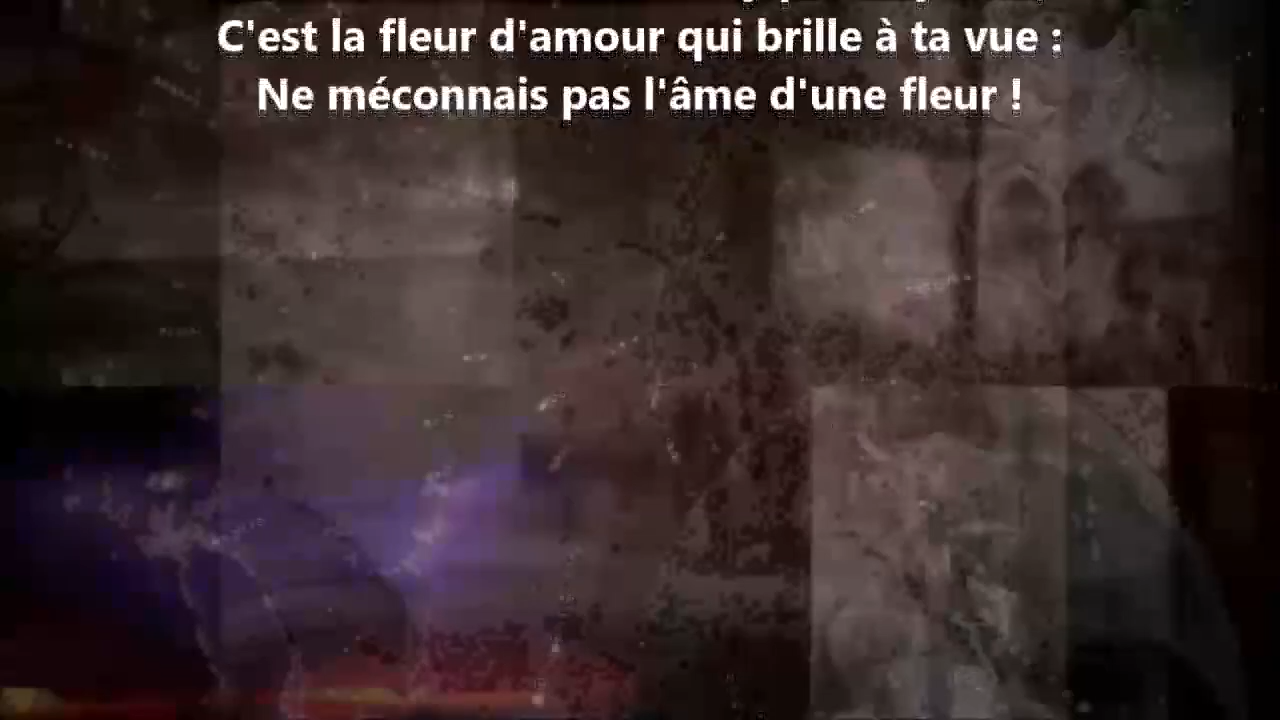 C'est la fleur d'amour qui brille à ta vue :
Ne méconnais pas l'âme d'une fleur !